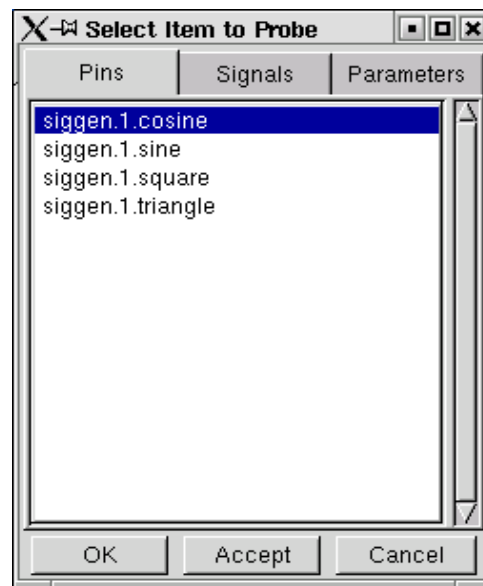 Select Item to Probe
Pins Signals Parameters
siggen.1.cosine
siggen.1.sine
siggen.1.square
siggen.1.triangle
OK Accept Cancel